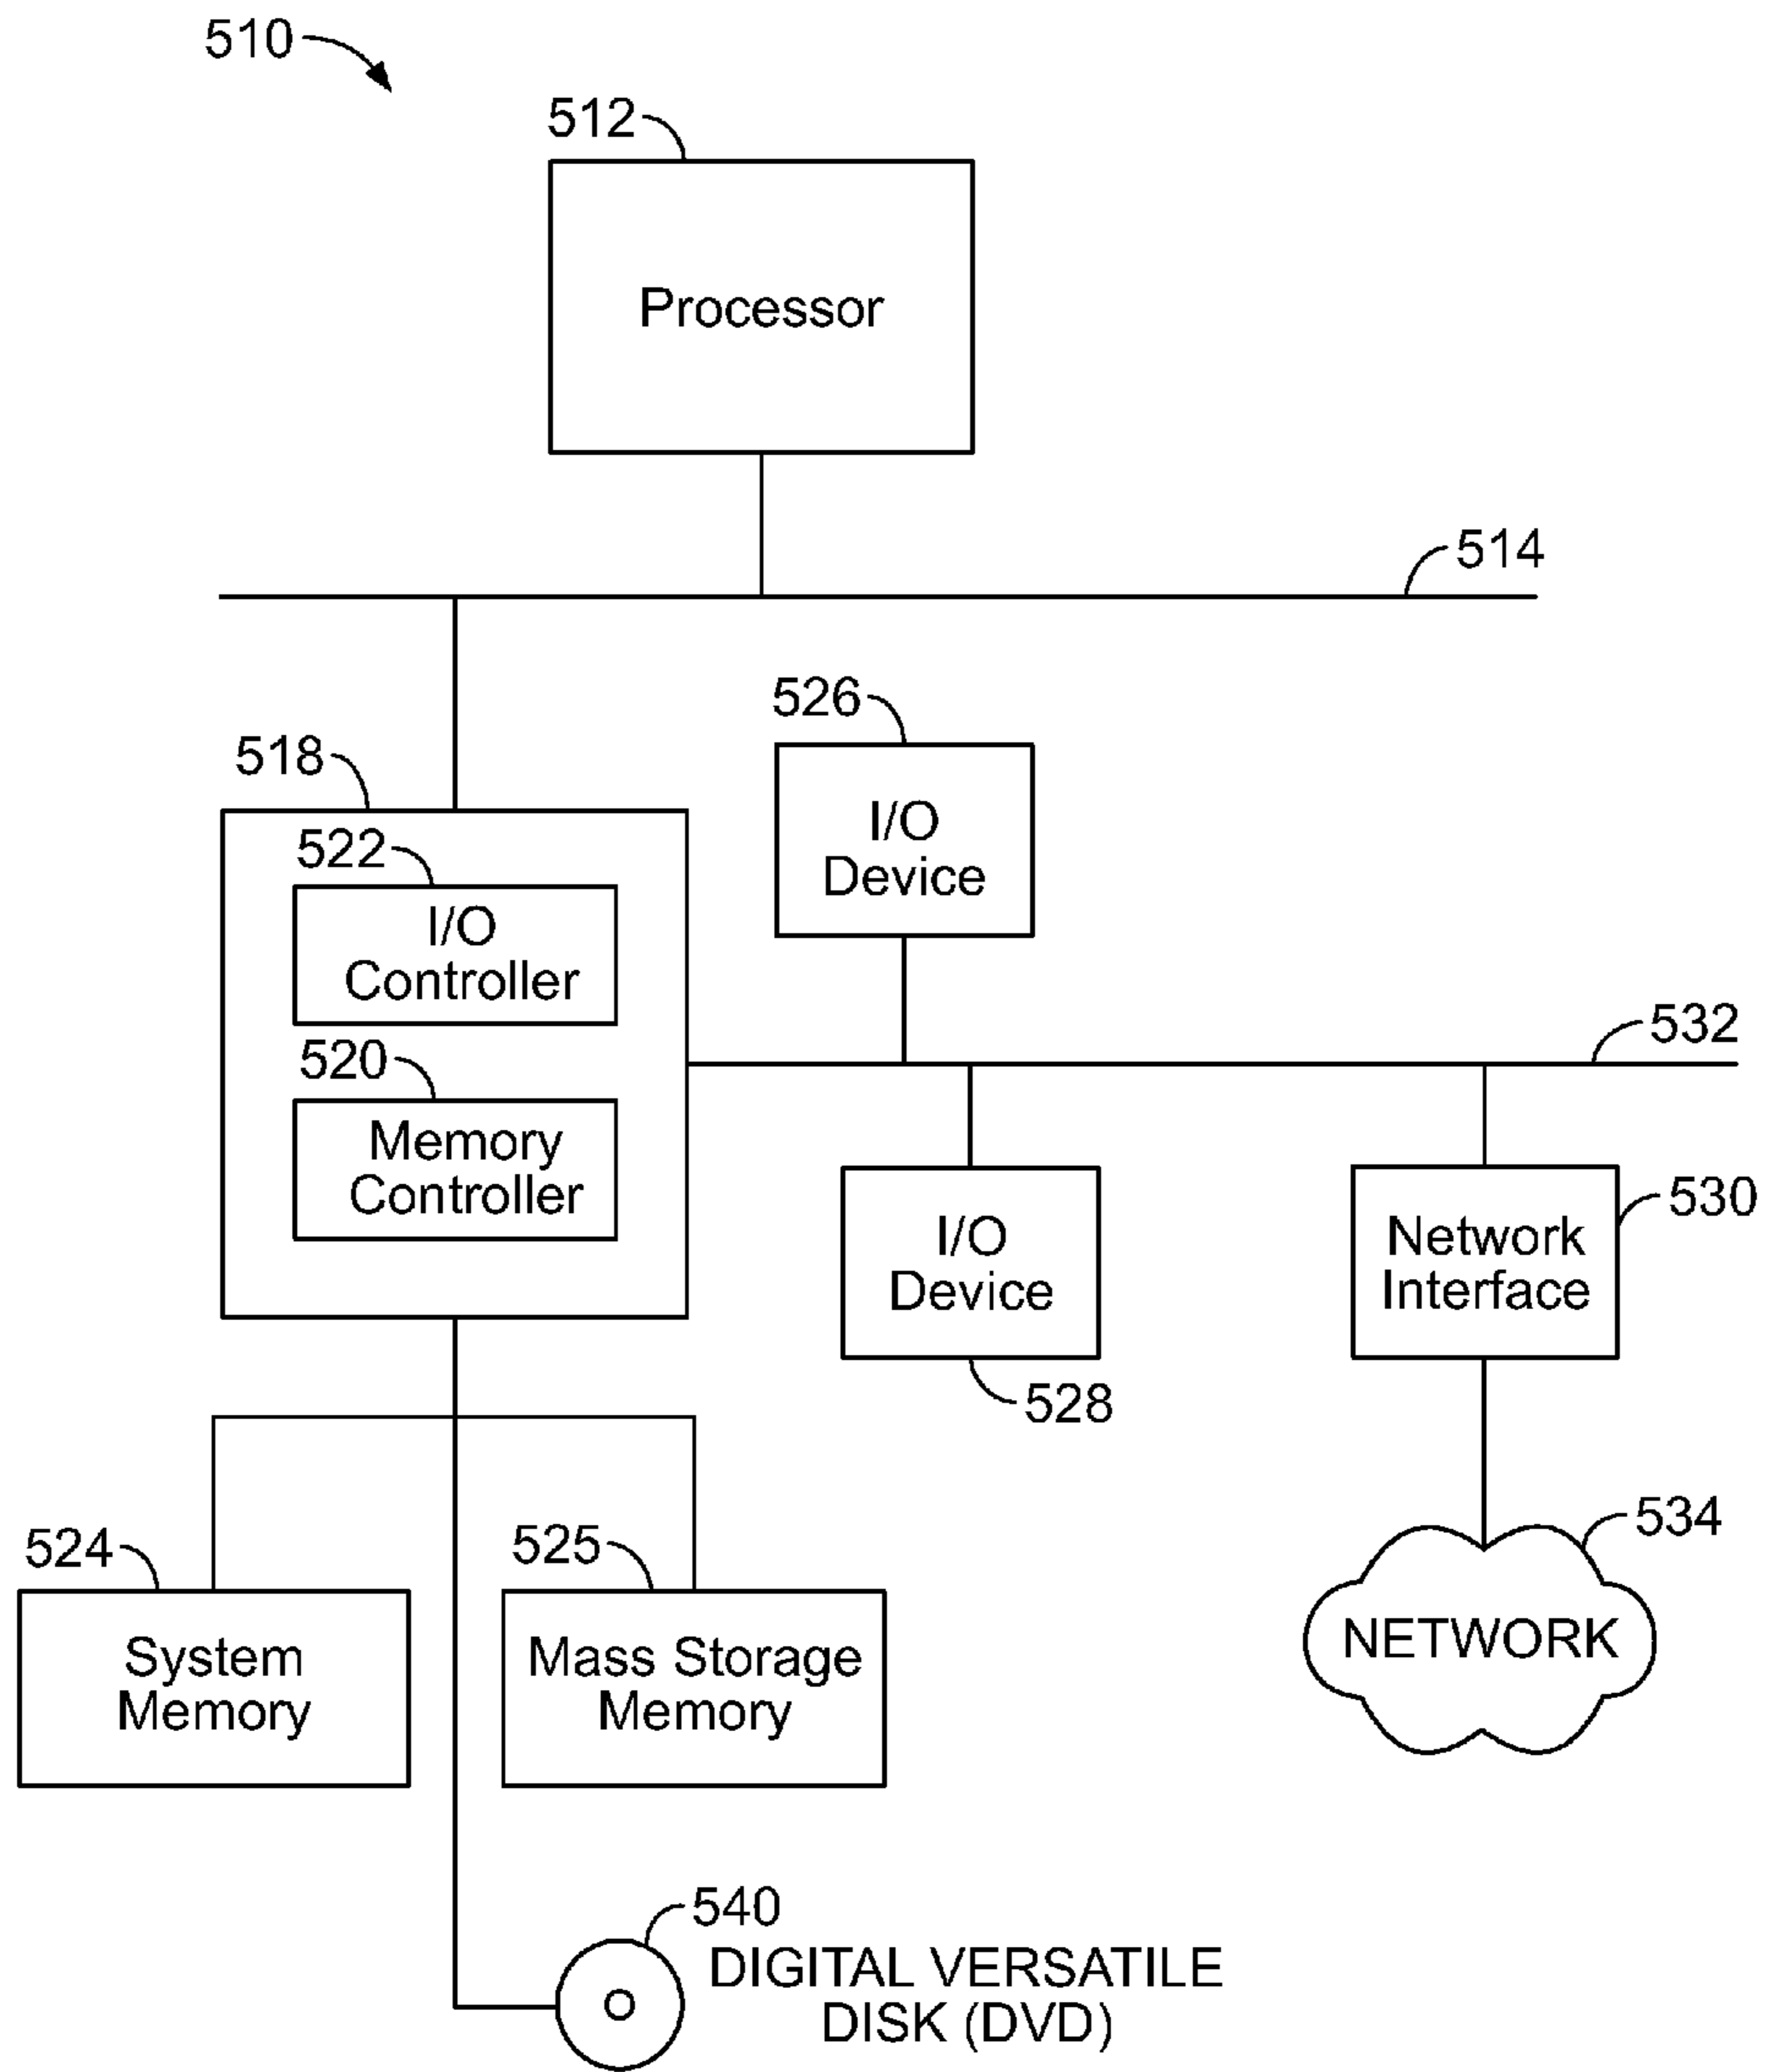 510
512
Processor
514
526
518
I/O
Device
522
I/O
Controller
532
520
Memory
Controller
530
I/O
Device
Network
Interface
528
524
525
534
System
Memory
Mass Storage
Memory
NETWORK
540
DIGITAL VERSATILE
DISK (DVD)